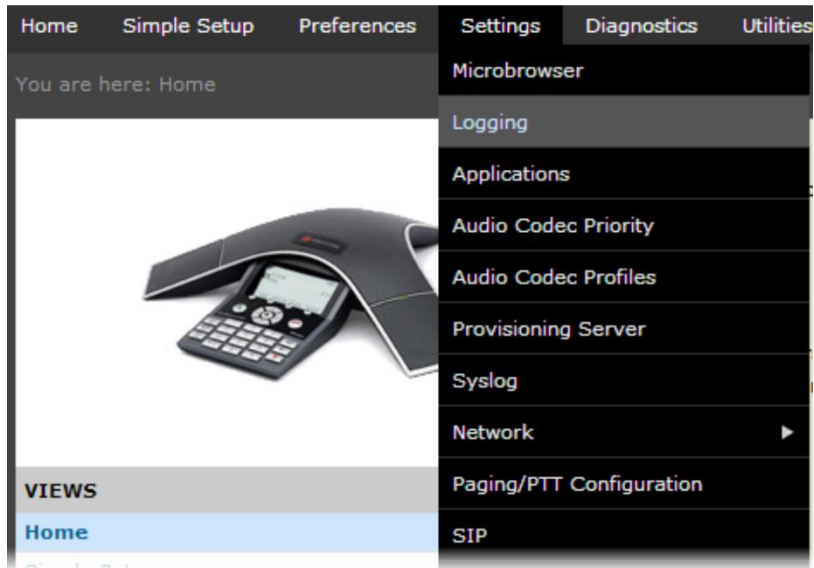 Home Simple Setup Preferences Settings Diagnostics Utilities
You are here: Home
Microbrowser
Logging
Applications
Audio Codec Priority
Audio Codec Profiles
Provisioning Server
Syslog
Network
Paging/PTT Configuration
SIP
VIEWS
Home